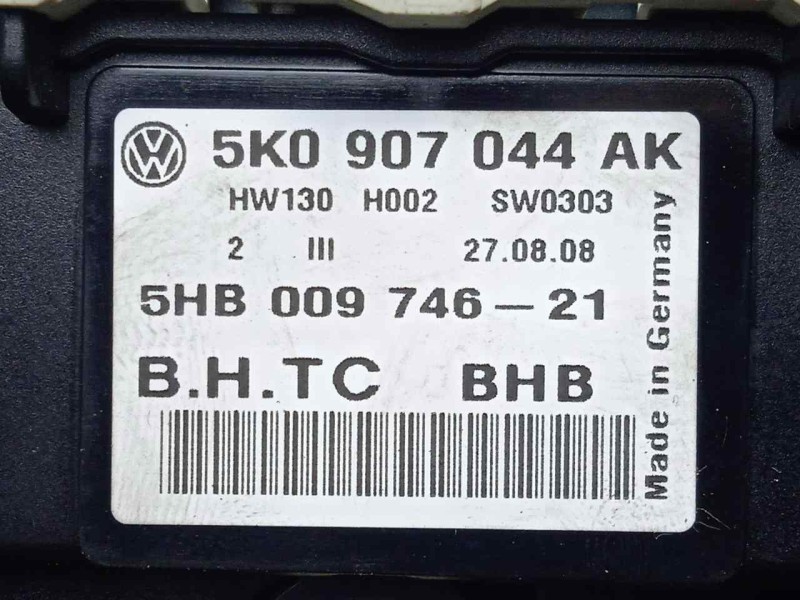 VW 5K0 907 044 AK
HW130 H002 SW0303
2 III 27.08.08
5HB 009 746-21
B.H.TC BHB
Made in Germany